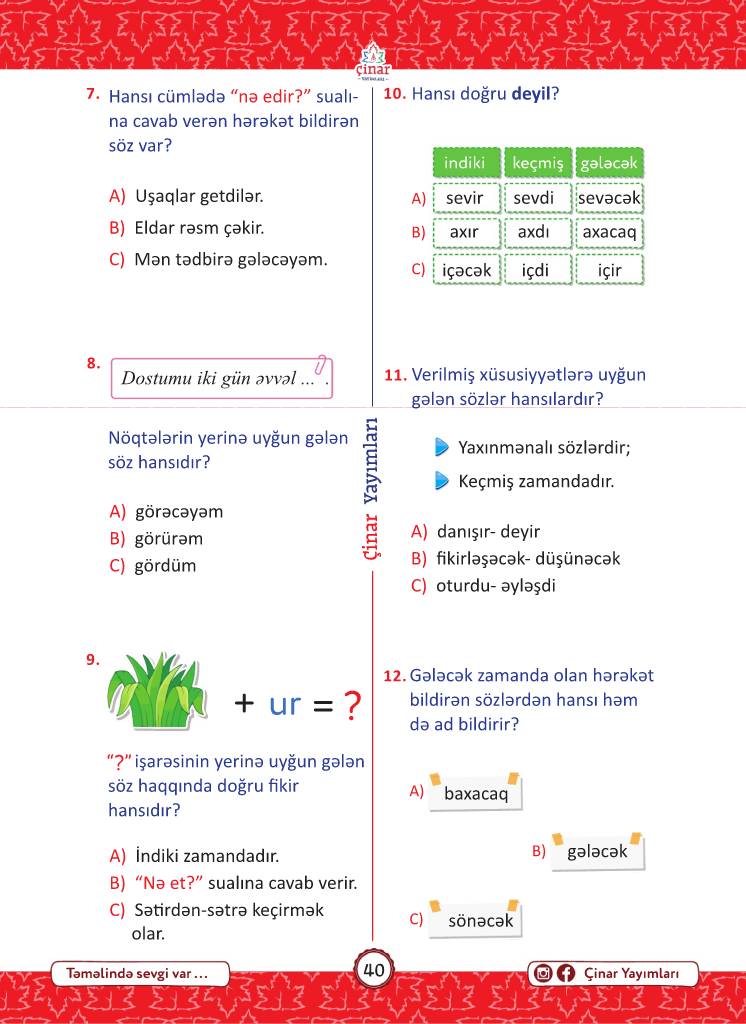 çinar
YAYIMLARI
7. Hansı cümlədə “nə edir?” sualı-
na cavab verən hərəkət bildirən
söz var?
A) Uşaqlar getdilər.
B) Eldar rəsm çəkir.
C) Mən tədbirə gələcəyəm.
8.
Dostumu iki gün əvvəl ... .
Nöqtələrin yerinə uyğun gələn
söz hansıdır?
A) görəcəyəm
B) görürəm
C) gördüm
9.
+ ur = ?
“?” işarəsinin yerinə uyğun gələn
söz haqqında doğru fikir
hansıdır?
A) İndiki zamandadır.
B) “Nə et?” sualına cavab verir.
C) Sətirdən-sətrə keçirmək
olar.
Çinar Yayımları
10. Hansı doğru deyil?
indiki keçmiş gələcək
A) sevir sevdi sevəcək
B) axır axdı axacaq
C) içəcək içdi içir
11. Verilmiş xüsusiyyətlərə uyğun
gələn sözlər hansılardır?
Yaxınmənalı sözlərdir;
Keçmiş zamandadır.
A) danışır- deyir
B) fikirləşəcək- düşünəcək
C) oturdu- əyləşdi
12. Gələcək zamanda olan hərəkət
bildirən sözlərdən hansı həm
də ad bildirir?
A) baxacaq
B) gələcək
C) sönəcək
Təməlində sevgi var ...
40
Çinar Yayımları